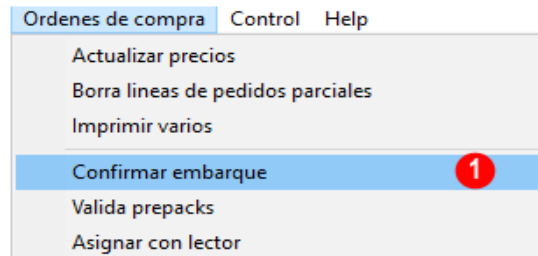 Ordenes de compra Control Help
Actualizar precios
Borra lineas de pedidos parciales
Imprimir varios
Confirmar embarque 1
Valida prepacks
Asignar con lector